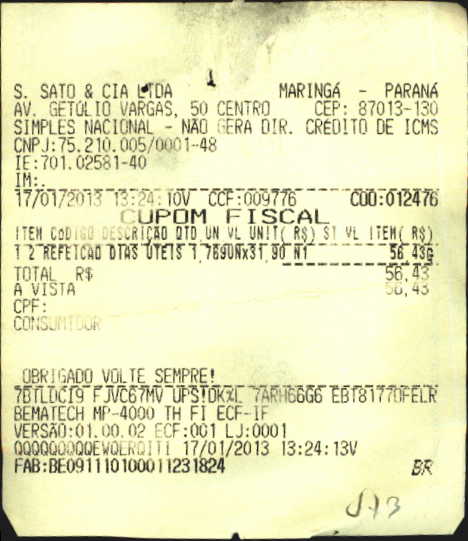 S. SATO & CIA LTDA MARINGÁ - PARANÁ
AV. GETÚLIO VARGAS, 50 CENTRO CEP: 87013-130
SIMPLES NACIONAL - NÃO GERA DIR. CRÉDITO DE ICMS
CNPJ:75.210.005/0001-48
IE:701.02581-40
IM:.
17/01/2013 13:24:10V CCF:009776 COO:012476
CUPOM FISCAL
ITEM CÓDIGO DESCRIÇÃO QTD UN VL UNIT( R$) ST VL ITEM( R$)
1 2 REFEICAO DIAS UTEIS 1,769UNx31,90 N1 56,43G
TOTAL R$ 56,43
A VISTA 56,43
CPF:
CONSUMIDOR
OBRIGADO VOLTE SEMPRE!
BEMATECH MP-4000 TH FI ECF-IF
VERSÃO:01.00.02 ECF:001 LJ:0001
QQQQQQQQQEWQERQIII 17/01/2013 13:24:13V
FAB:BE091110100011231824 BR